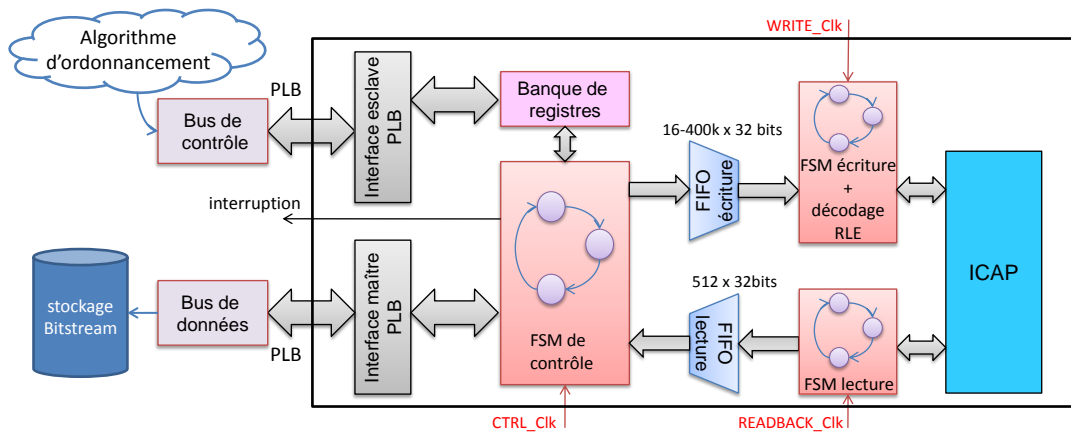 Algorithme
d'ordonnancement
WRITE_Clk
PLB
Bus de
contrôle
Interface esclave
PLB
Banque de
registres
16-400k x 32 bits
FIFO
écriture
FSM écriture
+
décodage
RLE
interruption
ICAP
stockage
Bitstream
Bus de
données
PLB
Interface maître
PLB
FSM de
contrôle
512 x 32bits
FIFO
lecture
FSM lecture
CTRL_Clk
READBACK_Clk